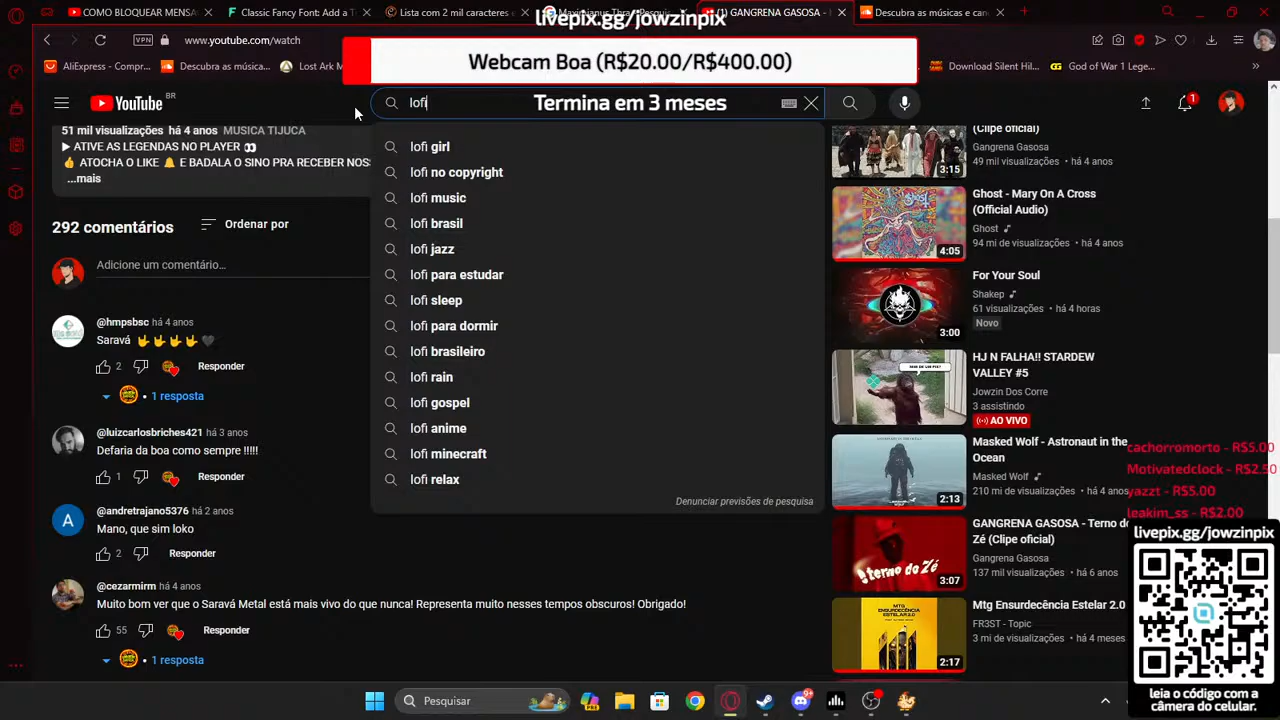 COMO BLOQUEAR MENSA
Classic Fancy Font: Add a T
Lista com 2 mil caracteres e
GANGRENA GASOSA -
Descubra as músicas e can
livepix.gg/jowzinpix
VPN
www.youtube.com/watch
AliExpress - Compr...
Descubra as música...
Lost Ark M
Download Silent Hil...
God of War 1 Lege...
Webcam Boa (R$20.00/R$400.00)
YouTube BR
lofi
Termina em 3 meses
1
51 mil visualizações há 4 anos MUSICA TIJUCA
▶ ATIVE AS LEGENDAS NO PLAYER 👀
👍 ATOCHA O LIKE 🔔 E BADALA O SINO PRA RECEBER NOSS
...mais
292 comentários
Ordenar por
Adicione um comentário...
@hmpsbsc há 4 anos
Saravá
2
Responder
1 resposta
@luizcarlosbriches421 há 3 anos
Defaria da boa como sempre !!!!!
1
Responder
@andretrajano5376 há 2 anos
A
Mano, que sim loko
2
Responder
@cezarmirm há 4 anos
Muito bom ver que o Saravá Metal está mais vivo do que nunca! Representa muito nesses tempos obscuros! Obrigado!
55
Responder
1 resposta
lofi girl
lofi no copyright
lofi music
lofi brasil
lofi jazz
lofi para estudar
lofi sleep
lofi para dormir
lofi brasileiro
lofi rain
lofi gospel
lofi anime
lofi minecraft
lofi relax
Denunciar previsões de pesquisa
(Clipe oficial)
Gangrena Gasosa
49 mil visualizações • há 4 anos
3:15
Ghost - Mary On A Cross
(Official Audio)
Ghost
94 mi de visualizações • há 4 anos
4:05
For Your Soul
Shakep
61 visualizações • há 4 horas
Novo
3:00
HJ N FALHA!! STARDEW
VALLEY #5
Jowzin Dos Corre
3 assistindo
AO VIVO
Masked Wolf - Astronaut in the
Ocean
Masked Wolf
210 mi de visualizações • há 4 anos
2:13
GANGRENA GASOSA - Terno do
Zé (Clipe oficial)
Gangrena Gasosa
137 mil visualizações • há 6 anos
terno do Zé
3:07
Mtg Ensurdecência Estelar 2.0
FR3ST - Topic
3 mi de visualizações • há 4 meses
MTG
ENSURDECÊNCIA
ESTELAR 2.0
2:17
cachorromorto - R$5.00
Motivatedclock - R$2.50
yazzt - R$5.00
leakim_ss - R$2.00
livepix.gg/jowzinpix
leia o código com a
câmera do celular.
Pesquisar
PRE
9+